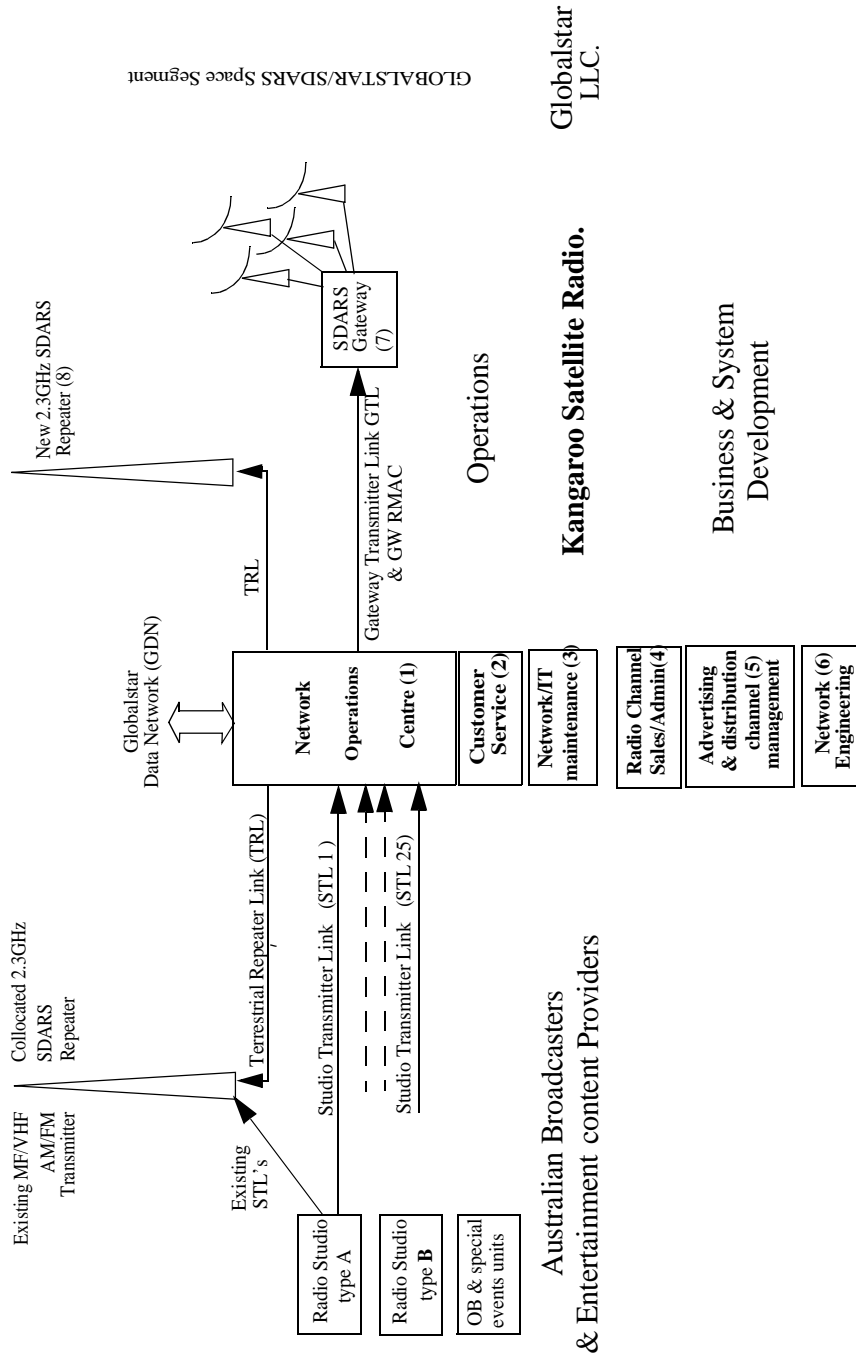 Existing MF/VHF
AM/FM
Transmitter
Collocated 2.3GHz
SDARS
Repeater
Globalstar
Data Network (GDN)
New 2.3GHz SDARS
Repeater (8)
GLOBALSTAR/SDARS Space Segment
Existing
STL's
Terrestrial Repeater Link (TRL)
TRL
Radio Studio
type A
Radio Studio
type B
OB & special
events units
Studio Transmitter Link (STL 1)
Studio Transmitter Link (STL 25)
Network
Operations
Centre (1)
Customer
Service (2)
Network/IT
maintenance (3)
Radio Channel
Sales/Admin(4)
Advertising
& distribution
channel (5)
management
Network (6)
Engineering
Gateway Transmitter Link GTL
& GW RMAC
SDARS
Gateway
(7)
Australian Broadcasters
& Entertainment content Providers
Operations
Kangaroo Satellite Radio.
Business & System
Development
Globalstar
LLC.